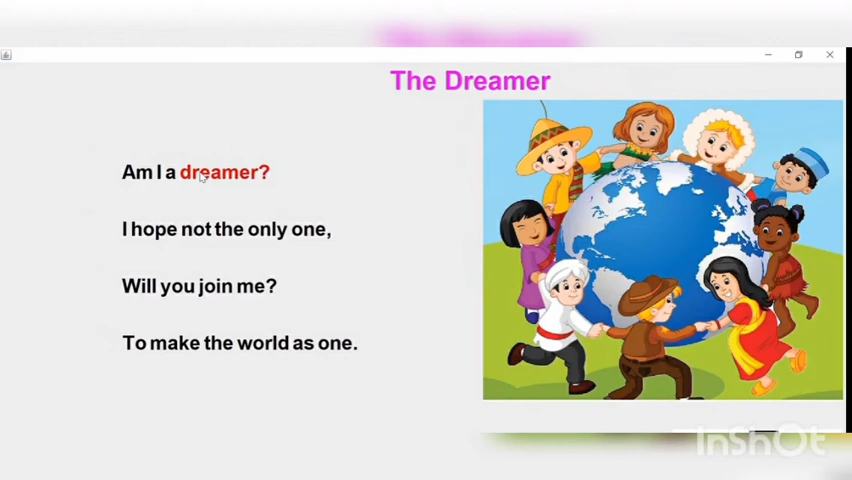 The Dreamer
Am I a dreamer?
I hope not the only one,
Will you join me?
To make the world as one.
InShOt